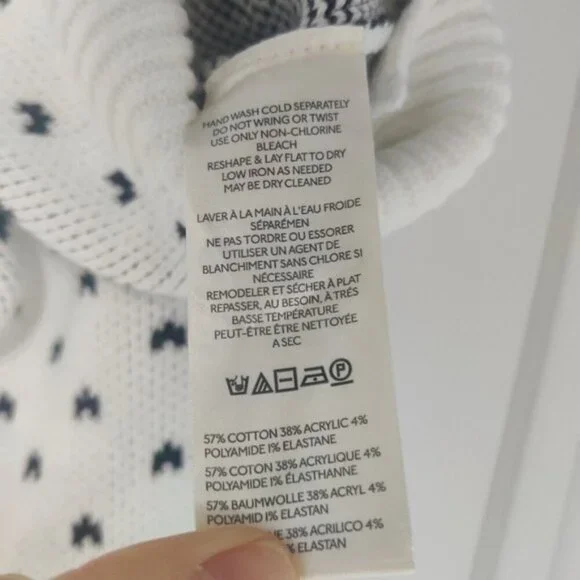 HAND WASH COLD SEPARATELY
DO NOT WRING OR TWIST
USE ONLY NON-CHLORINE
BLEACH
RESHAPE & LAY FLAT TO DRY
LOW IRON AS NEEDED
MAY BE DRY CLEANED
LAVER À LA MAIN À L'EAU FROIDE
SÉPARÉMEN
NE PAS TORDRE OU ESSORER
UTILISER UN AGENT DE
BLANCHIMENT SANS CHLORE SI
NÉCESSAIRE
REMODELER ET SÉCHER À PLAT
REPASSER, AU BESOIN, À TRÈS
BASSE TEMPÉRATURE
PEUT-ÊTRE ÊTRE NETTOYÉE
A SEC
P
57% COTTON 38% ACRYLIC 4%
POLYAMIDE 1% ELASTANE
57% COTON 38% ACRYLIQUE 4%
POLYAMIDE 1% ÉLASTHANNE
57% BAUMWOLLE 38% ACRYL 4%
POLYAMID 1% ELASTAN
38% ACRILICO 4%
% ELASTAN